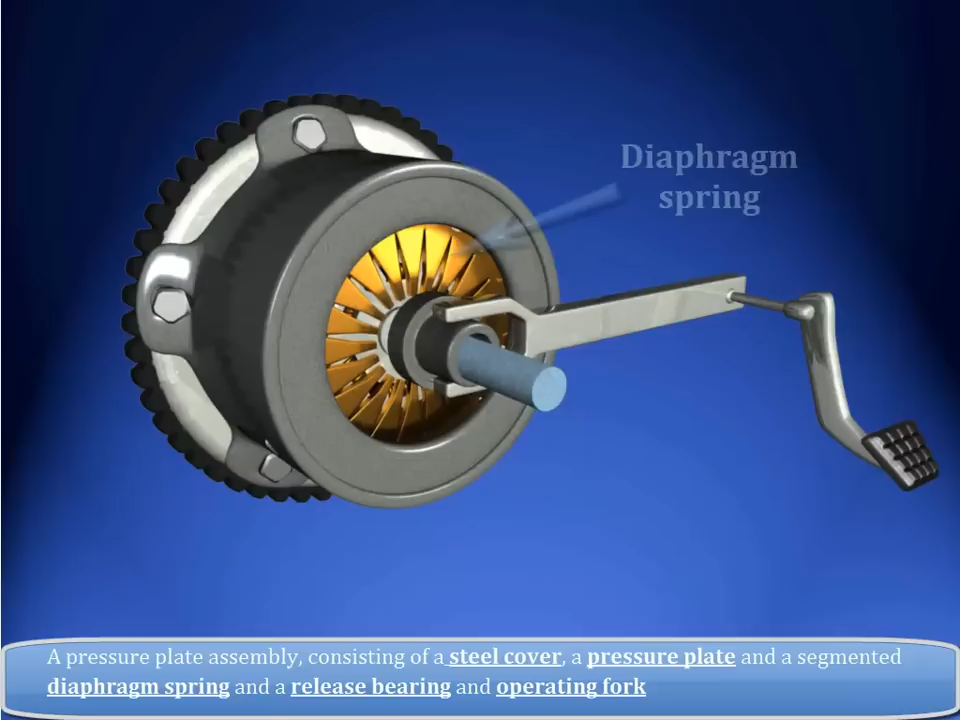 Diaphragm
spring
A pressure plate assembly, consisting of a steel cover, a pressure plate and a segmented
diaphragm spring and a release bearing and operating fork